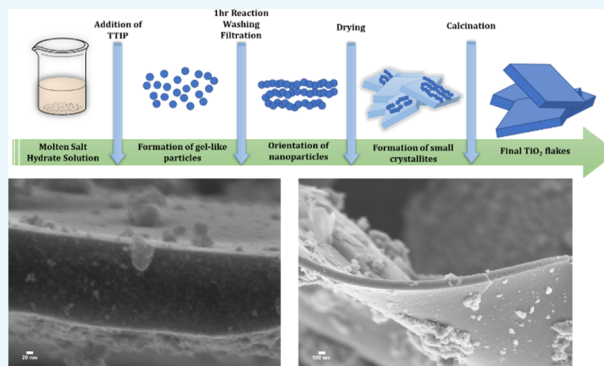 Addition of
TTIP
1hr Reaction
Washing
Filtration
Drying
Calcination
Molten Salt
Hydrate Solution
Formation of gel-like
particles
Orientation of
nanoparticles
Formation of small
crystallites
Final TiO₂ flakes
20 nm
100 nm